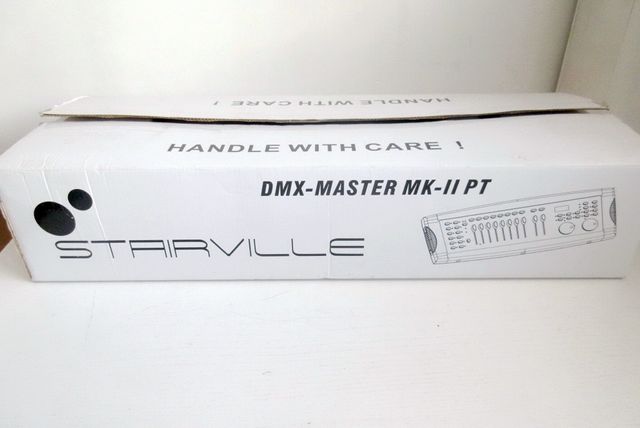 HANDLE WITH CARE !
HANDLE WITH CARE !
DMX-MASTER MK-II PT
STAIRVILLE